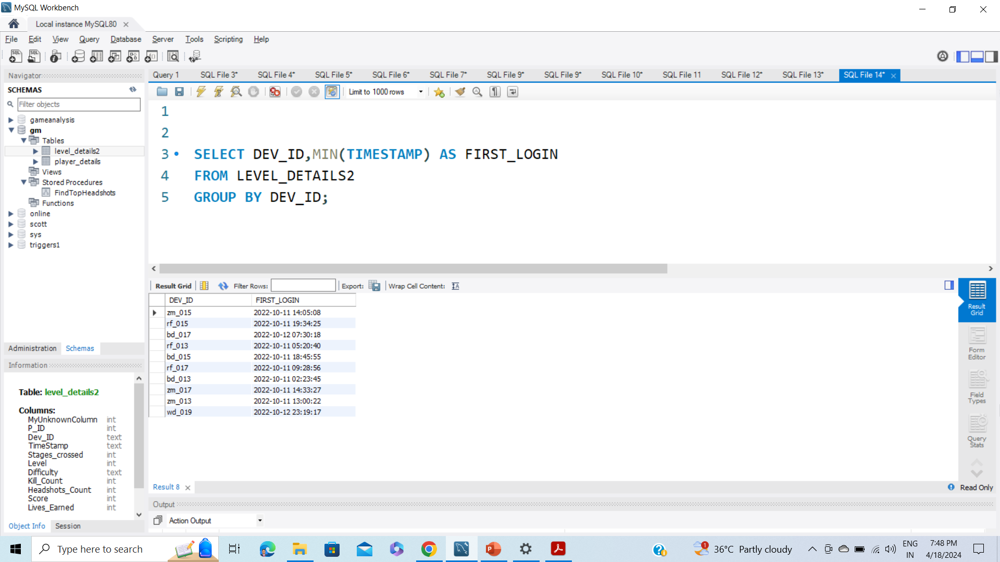 MySQL Workbench
Local instance MySQL80
File Edit View Query Database Server Tools Scripting Help
Navigator
SCHEMAS
Filter objects
gameanalysis
gm
Tables
level_details2
player_details
Views
Stored Procedures
FindTopHeadshots
Functions
online
scott
sys
triggers1
Administration Schemas
Information
Table: level_details2
Columns:
MyUnknownColumn int
P_ID int
Dev_ID text
TimeStamp text
Stages_crossed int
Level int
Difficulty text
Kill_Count int
Headshots_Count int
Score int
Lives_Earned int
Object Info Session
Query 1 SQL File 3* SQL File 4* SQL File 5* SQL File 6* SQL File 7* SQL File 9* SQL File 9* SQL File 10* SQL File 11 SQL File 12* SQL File 13* SQL File 14*
Limit to 1000 rows
1
2
3 SELECT DEV_ID,MIN(TIMESTAMP) AS FIRST_LOGIN
4 FROM LEVEL_DETAILS2
5 GROUP BY DEV_ID;
Result Grid Filter Rows: Export: Wrap Cell Content:
DEV_ID FIRST_LOGIN
zm_015 2022-10-11 14:05:08
rf_015 2022-10-11 19:34:25
bd_017 2022-10-12 07:30:18
rf_013 2022-10-11 05:20:40
bd_015 2022-10-11 18:45:55
rf_017 2022-10-11 09:28:56
bd_013 2022-10-11 02:23:45
zm_017 2022-10-11 14:33:27
zm_013 2022-10-11 13:00:22
wd_019 2022-10-12 23:19:17
Result
Grid
Form
Editor
Field
Types
Query
Stats
Result 8
Read Only
Output
Action Output
Type here to search
1
36°C Partly cloudy
ENG
IN
7:48 PM
4/18/2024